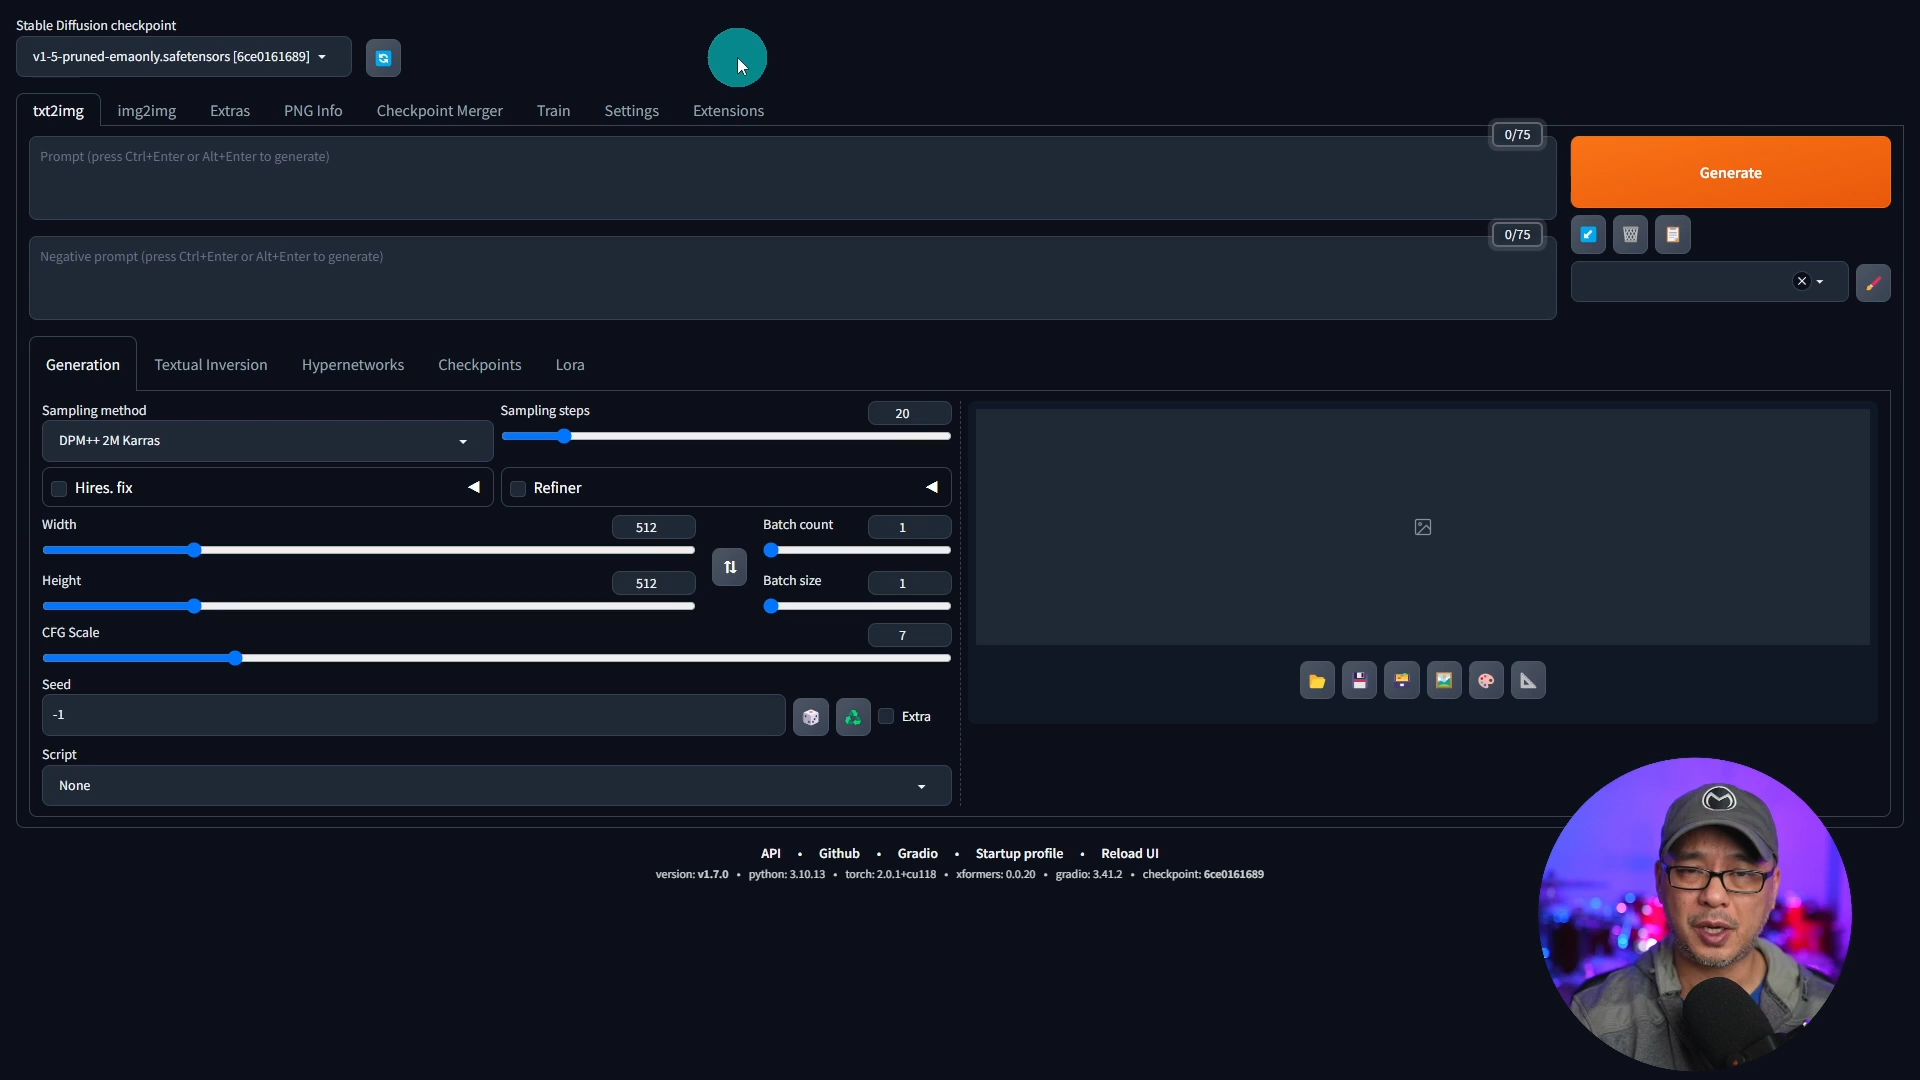 Stable Diffusion checkpoint
v1-5-pruned-emaonly.safetensors [6ce0161689]
txt2img img2img Extras PNG Info Checkpoint Merger Train Settings Extensions
0/75
Prompt (press Ctrl+Enter or Alt+Enter to generate)
Generate
0/75
Negative prompt (press Ctrl+Enter or Alt+Enter to generate)
Generation Textual Inversion Hypernetworks Checkpoints Lora
Sampling method Sampling steps 20
DPM++ 2M Karras
Hires. fix Refiner
Width 512 Batch count 1
Height 512 Batch size 1
CFG Scale 7
Seed
-1 Extra
Script
None
API • Github • Gradio • Startup profile • Reload UI
version: v1.7.0 • python: 3.10.13 • torch: 2.0.1+cu118 • xformers: 0.0.20 • gradio: 3.41.2 • checkpoint: 6ce0161689